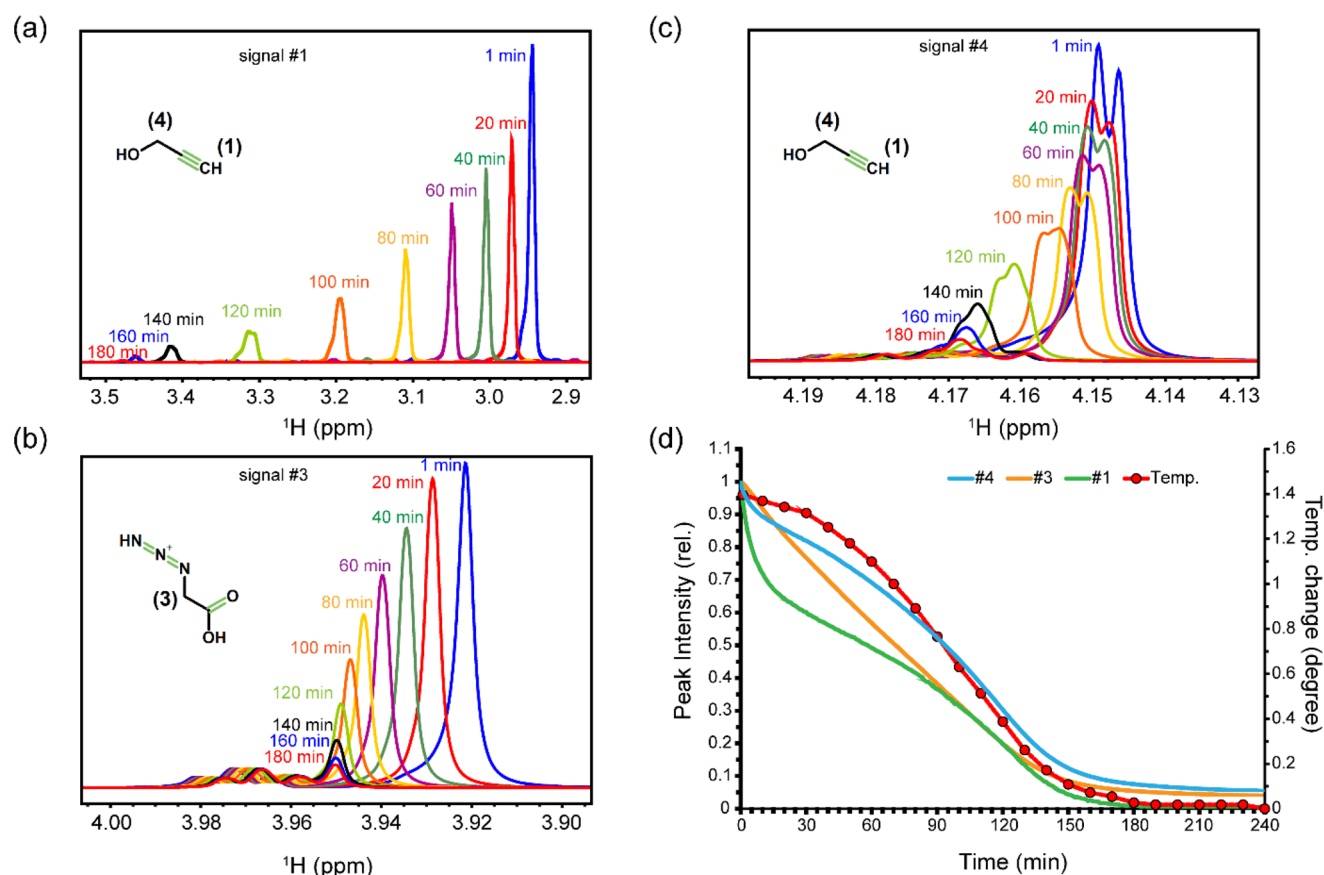 (a)
signal #1
1 min
(4)
(1)
HO
CH
20 min
40 min
60 min
80 min
100 min
120 min
140 min
160 min
180 min
3.5 3.4 3.3 3.2 3.1 3.0 2.9
¹H (ppm)
(c)
signal #4
1 min
(4)
(1)
HO
CH
20 min
40 min
60 min
80 min
100 min
120 min
140 min
160 min
180 min
4.19 4.18 4.17 4.16 4.15 4.14 4.13
¹H (ppm)
(b)
signal #3
1 min
20 min
40 min
HN
N⁺
N
(3)
O
OH
60 min
80 min
100 min
120 min
140 min
160 min
180 min
4.00 3.98 3.96 3.94 3.92 3.90
¹H (ppm)
(d)
#4 #3 #1 Temp.
Peak Intensity (rel.)
1.1
1
0.9
0.8
0.7
0.6
0.5
0.4
0.3
0.2
0.1
0
Temp. change (degree)
1.6
1.4
1.2
1
0.8
0.6
0.4
0.2
0
0 30 60 90 120 150 180 210 240
Time (min)